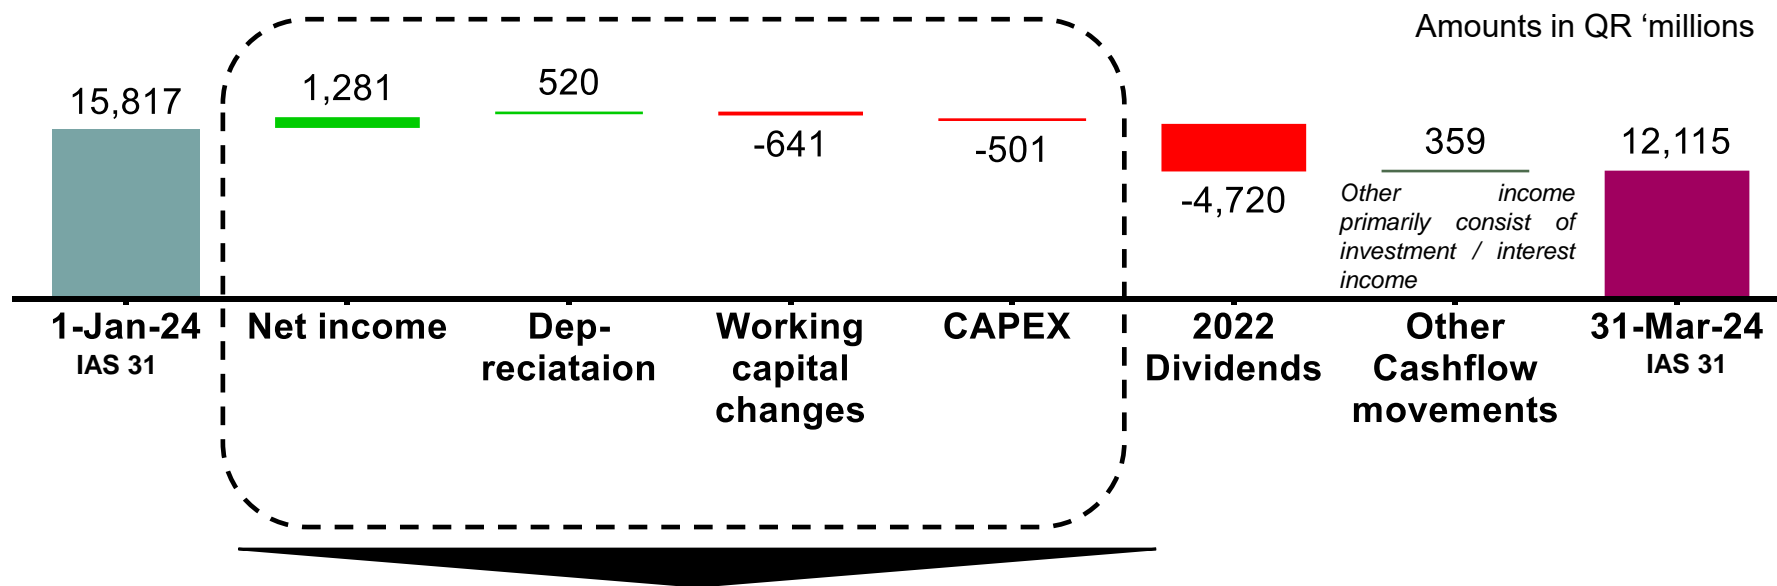 Amounts in QR ‘millions
15,817
1,281
520
-641
-501
-4,720
359
12,115
Other income
primarily consist of
investment / interest
income
1-Jan-24
IAS 31
Net income
Dep-
reciataion
Working
capital
changes
CAPEX
2022
Dividends
Other
Cashflow
movements
31-Mar-24
IAS 31